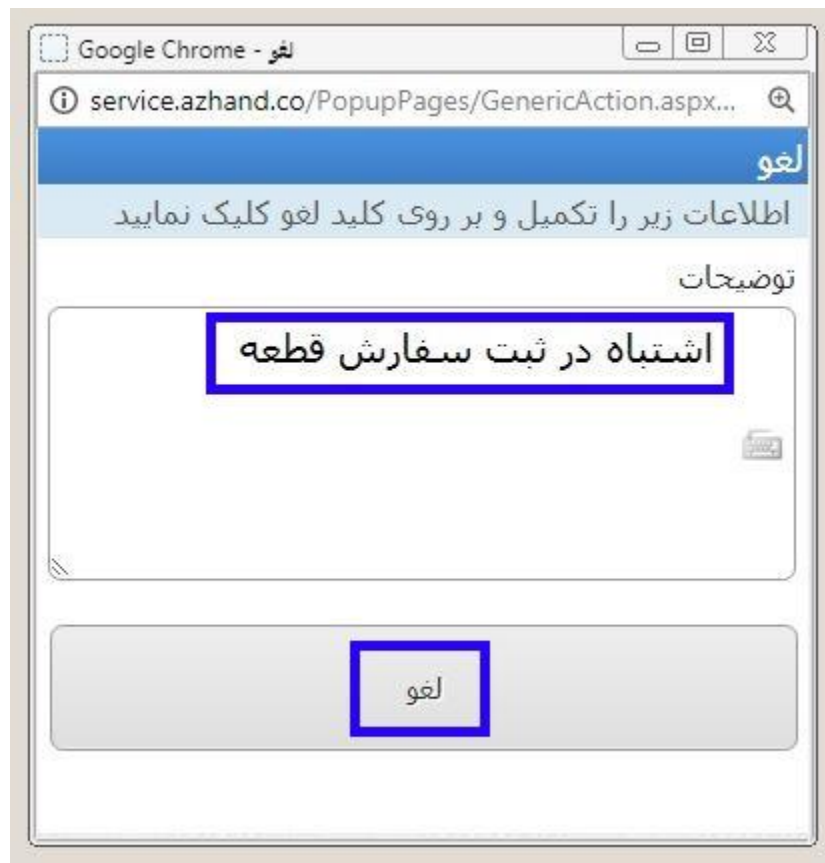 لغو - Google Chrome
service.azhand.co/PopupPages/GenericAction.aspx...
لغو
اطلاعات زیر را تکمیل و بر روی کلید لغو کلیک نمایید
توضیحات
اشتباه در ثبت سفارش قطعه
لغو